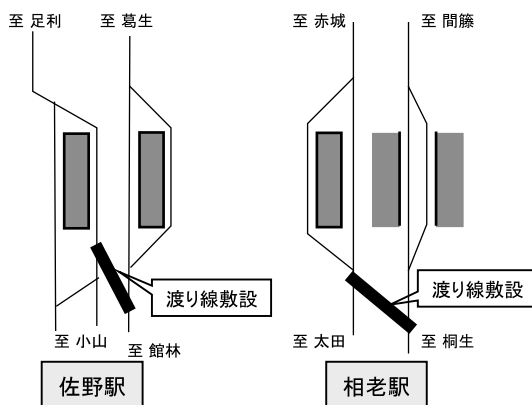 至 足利
至 葛生
至 赤城
至 間藤
渡り線敷設
渡り線敷設
至 小山
至 館林
至 太田
至 桐生
佐野駅
相老駅